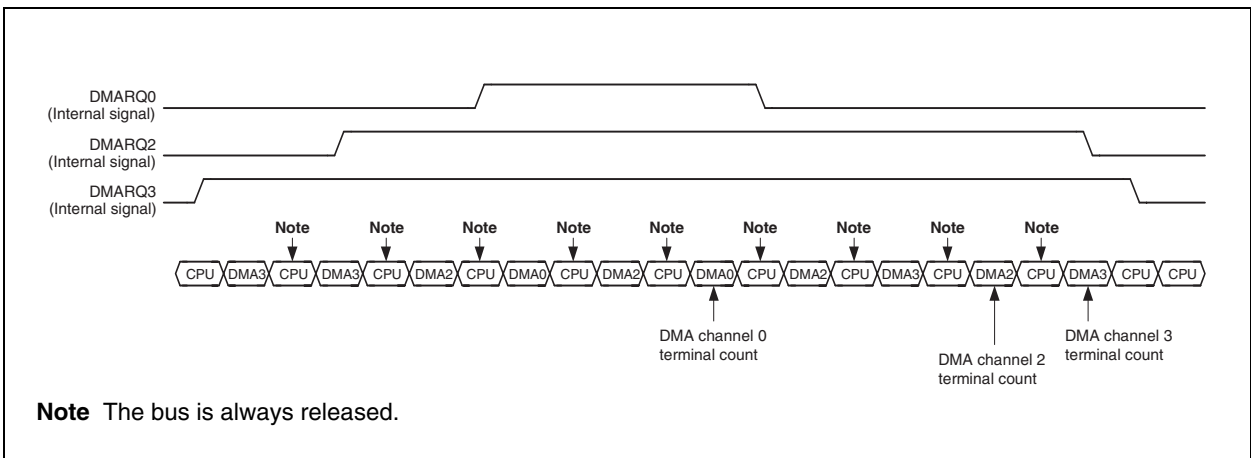 DMARQ0
(Internal signal)
DMARQ2
(Internal signal)
DMARQ3
(Internal signal)
Note Note Note Note Note Note Note Note Note
CPU DMA3 CPU DMA3 CPU DMA2 CPU DMA0 CPU DMA2 CPU DMA0 CPU DMA2 CPU DMA3 CPU DMA2 CPU DMA3 CPU CPU
DMA channel 0
terminal count
DMA channel 2
terminal count
DMA channel 3
terminal count
Note The bus is always released.